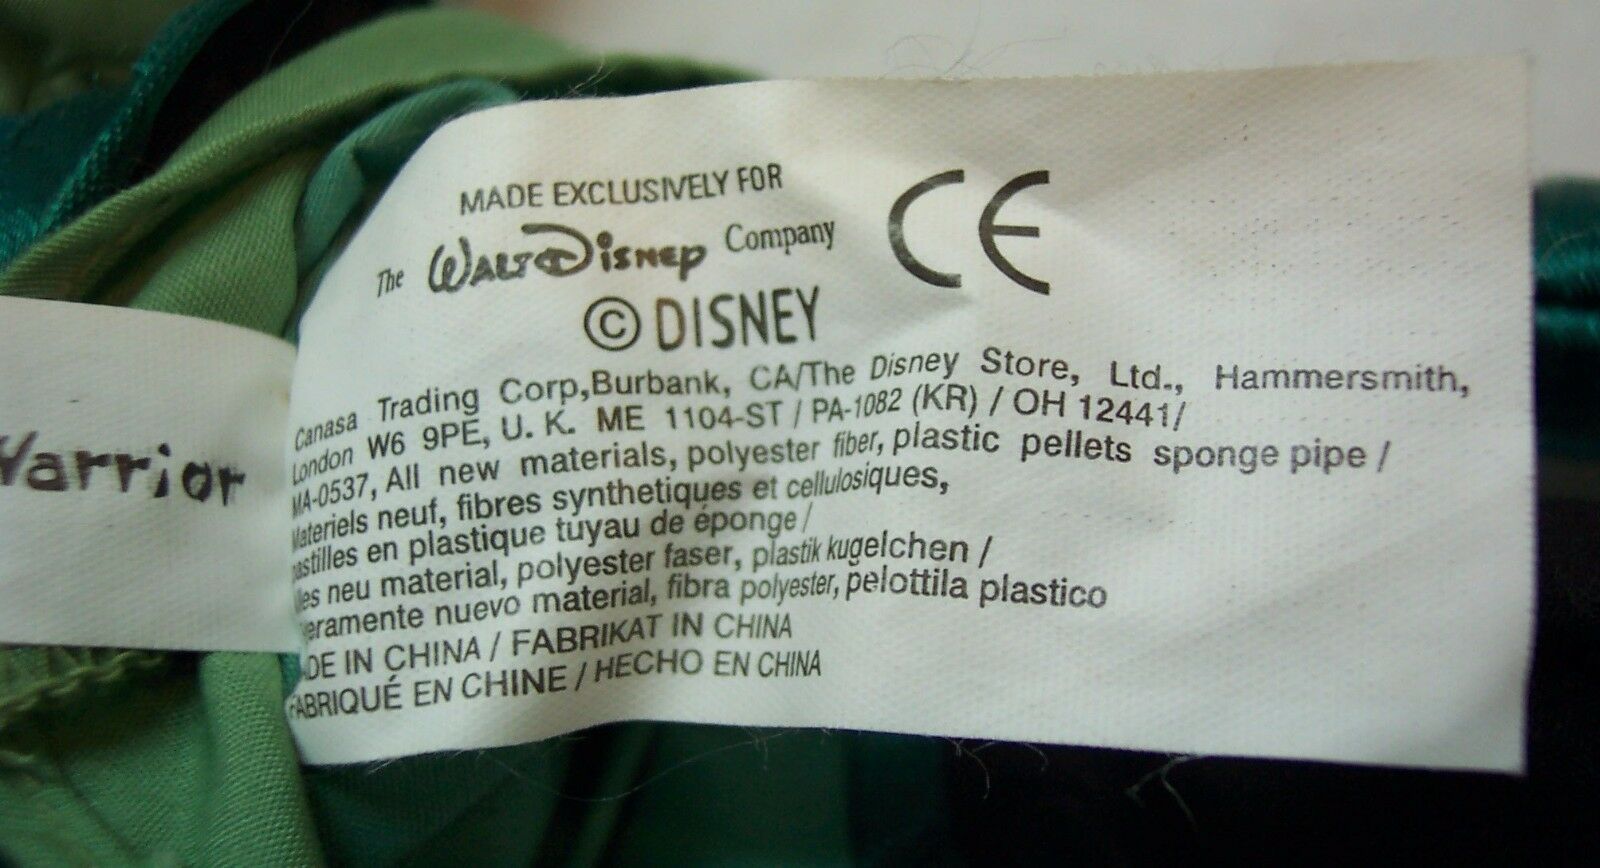 MADE EXCLUSIVELY FOR
The WALT DISNEY Company
CE
© DISNEY
Canasa Trading Corp,Burbank, CA/The Disney Store, Ltd., Hammersmith,
London W6 9PE, U. K. ME 1104-ST / PA-1082 (KR) / OH 12441/
MA-0537, All new materials, polyester fiber, plastic pellets sponge pipe /
Materiels neuf, fibres synthetiques et cellulosiques,
pastilles en plastique tuyau de éponge /
lles neu material, polyester faser, plastik kugelchen /
eramente nuevo material, fibra polyester, pelottila plastico
ADE IN CHINA / FABRIKAT IN CHINA
FABRIQUÉ EN CHINE / HECHO EN CHINA
Warrior